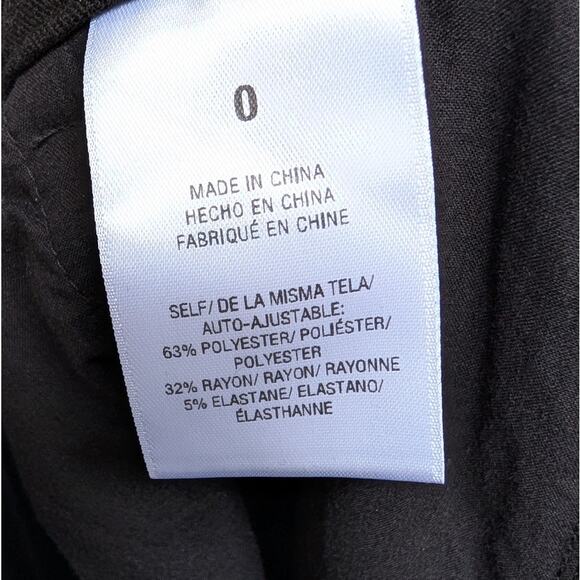 0
MADE IN CHINA
HECHO EN CHINA
FABRIQUÉ EN CHINE
SELF/ DE LA MISMA TELA/
AUTO-AJUSTABLE:
63% POLYESTER/ POLIÉSTER/
POLYESTER
32% RAYON/ RAYON/ RAYONNE
5% ELASTANE/ ELASTANO/
ÉLASTHANNE